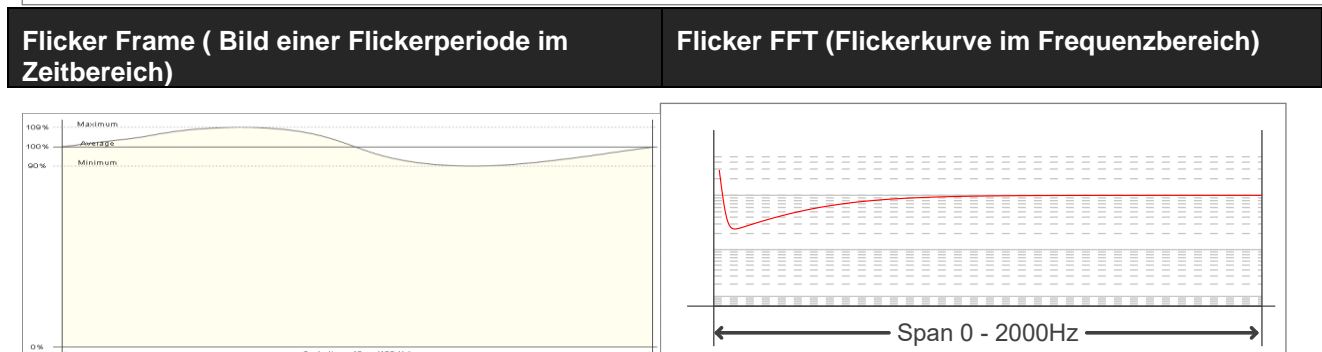 Flicker Frame ( Bild einer Flickerperiode im
Zeitbereich)
Flicker FFT (Flickerkurve im Frequenzbereich)
109%
Maximum
100%
Average
90%
Minimum
0%
Span 0 - 2000Hz